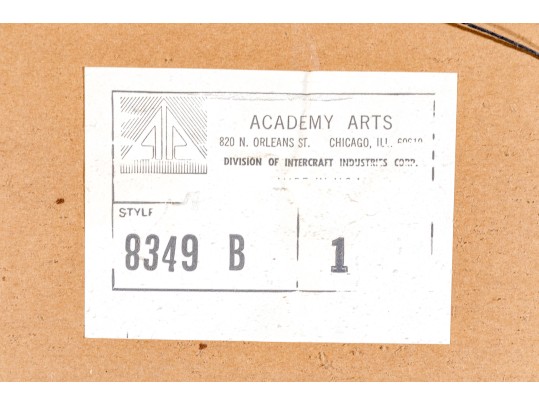 ACADEMY ARTS
820 N. ORLEANS ST. CHICAGO, ILL.
DIVISION OF INTERCRAFT INDUSTRIES CORP.
STYLE
8349 B 1